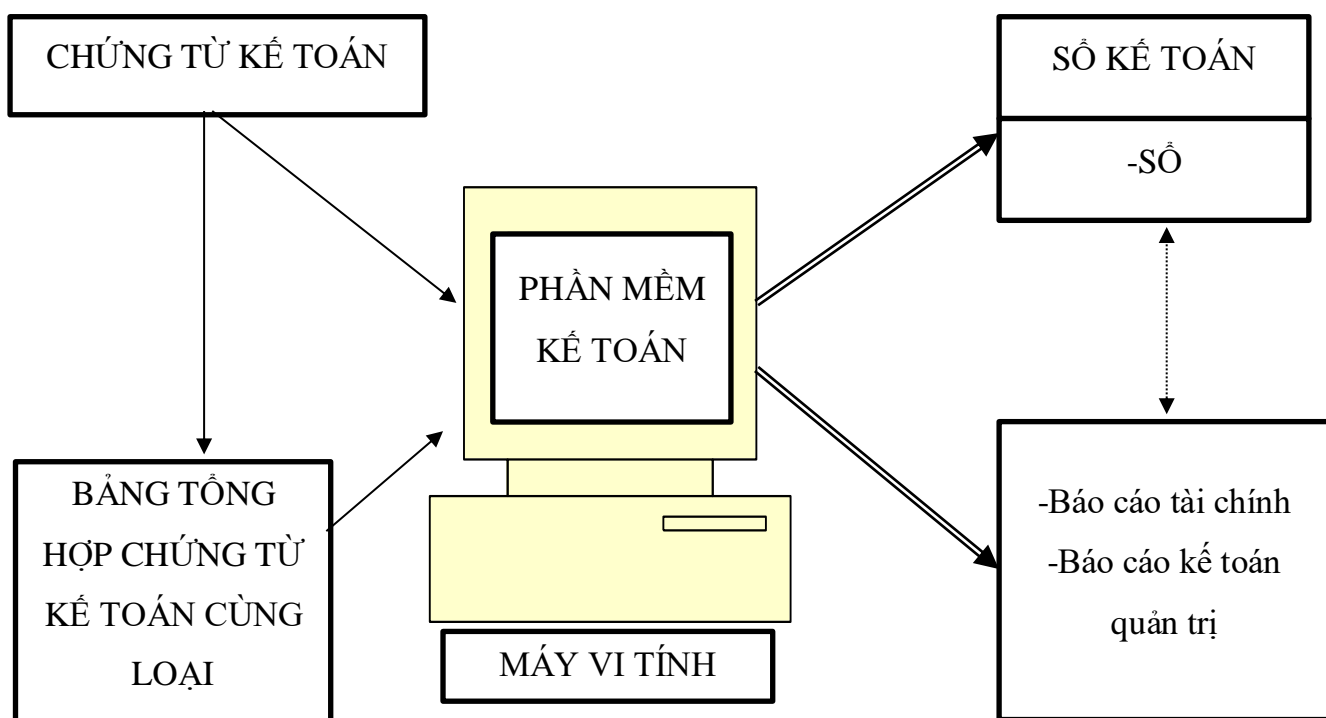 CHỨNG TỪ KẾ TOÁN
SỔ KẾ TOÁN
-SỔ
PHẦN MỀM
KẾ TOÁN
BẢNG TỔNG
HỢP CHỨNG TỪ
KẾ TOÁN CÙNG
LOẠI
MÁY VI TÍNH
-Báo cáo tài chính
-Báo cáo kế toán
quản trị